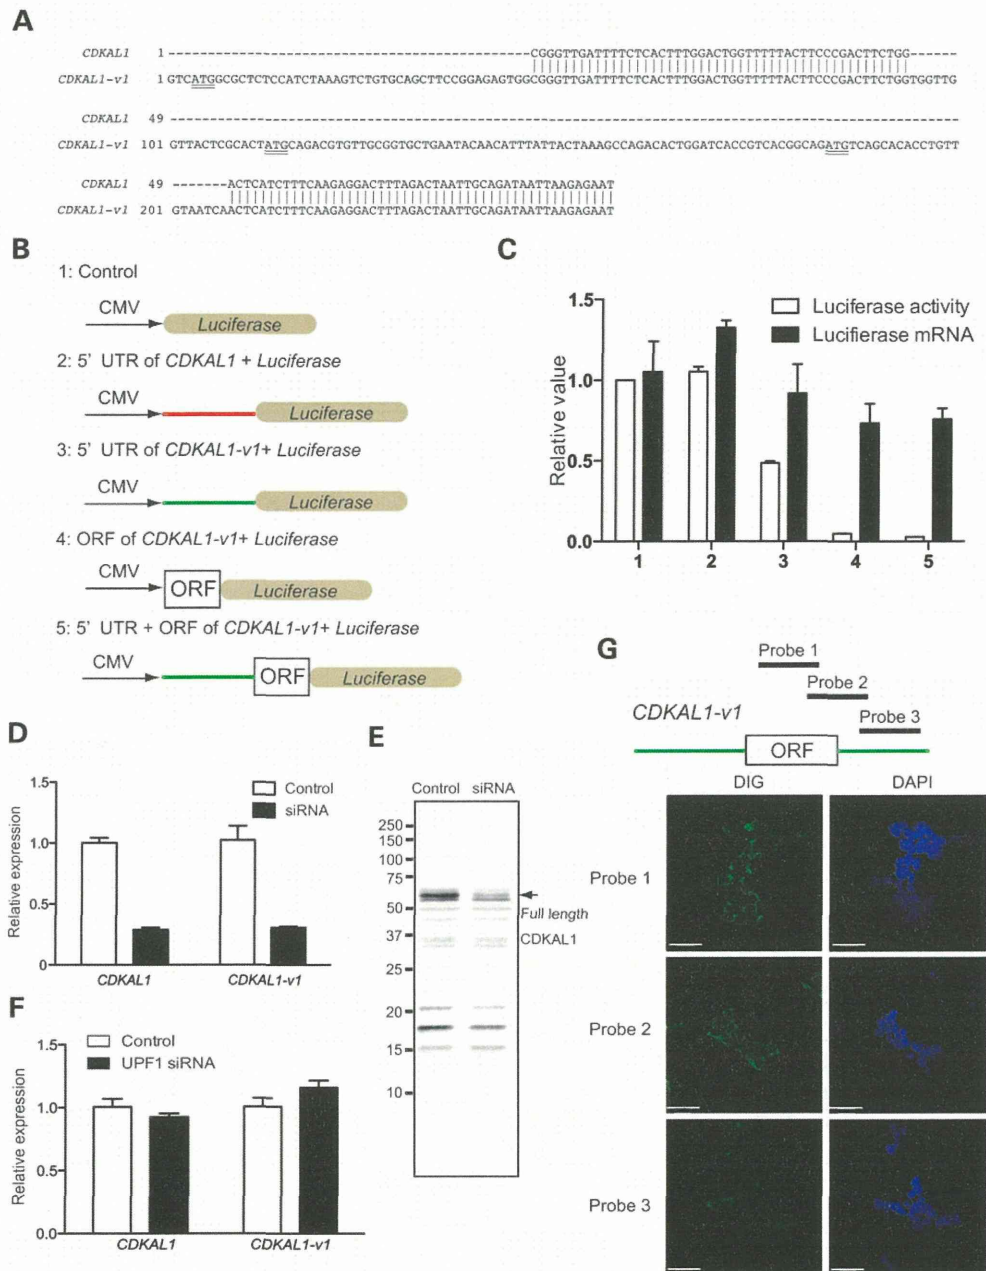 A
CDKAL1 1 --------------------------------------------- CGGGTTGATTTTCTCACTTTGGACTGGTTTTTACTTCCCGACTTCTGG------
CDKAL1-v1 1 GTCATGGCGCTCTCCATCTAAAGTCTGTGCAGCTTCCGGAGAGTGGCGGGTTGATTTTCTCACTTTGGACTGGTTTTTACTTCCCGACTTCTGGTGGTTG
CDKAL1 49 ----------------------------------------------------------------------------------------------------
CDKAL1-v1 101 GTTACTCGCACTATGCAGACGTGTTGCGGTGCTGAATACAACATTTATTACTAAAGCCAGACACTGGATCACCGTCACGGCAGATGTCAGCACACCTGTT
CDKAL1 49 -------ACTCATCTTTCAAGAGGACTTTAGACTAATTGCAGATAATTAAGAGAAT
CDKAL1-v1 201 GTAATCAACTCATCTTTCAAGAGGACTTTAGACTAATTGCAGATAATTAAGAGAAT
B
1: Control
CMV
Luciferase
2: 5' UTR of CDKAL1 + Luciferase
CMV
Luciferase
3: 5' UTR of CDKAL1-v1+ Luciferase
CMV
Luciferase
4: ORF of CDKAL1-v1+ Luciferase
CMV
ORF
Luciferase
5: 5' UTR + ORF of CDKAL1-v1+ Luciferase
CMV
ORF
Luciferase
C
Relative value
1.5
1.0
0.5
0.0
Luciferase activity
Lucifierase mRNA
1 2 3 4 5
D
Relative expression
1.5
1.0
0.5
0
Control
siRNA
CDKAL1 CDKAL1-v1
E
Control siRNA
250
150
100
75
50
37
25
20
15
10
Full length
CDKAL1
F
Relative expression
1.5
1.0
0.5
0.0
Control
UPF1 siRNA
CDKAL1 CDKAL1-v1
G
Probe 1
Probe 2
Probe 3
CDKAL1-v1
ORF
DIG DAPI
Probe 1
Probe 2
Probe 3